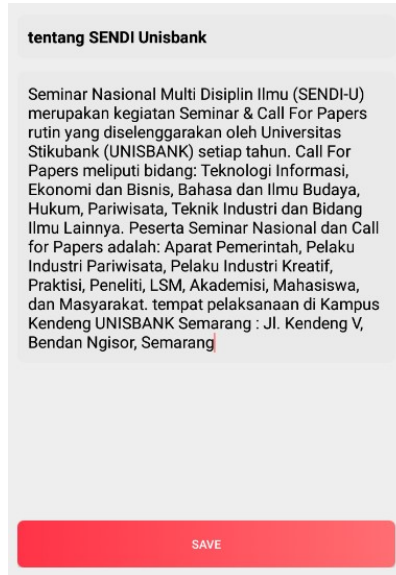 tentang SENDI Unisbank
Seminar Nasional Multi Disiplin Ilmu (SENDI-U)
merupakan kegiatan Seminar & Call For Papers
rutin yang diselenggarakan oleh Universitas
Stikubank (UNISBANK) setiap tahun. Call For
Papers meliputi bidang: Teknologi Informasi,
Ekonomi dan Bisnis, Bahasa dan Ilmu Budaya,
Hukum, Pariwisata, Teknik Industri dan Bidang
Ilmu Lainnya. Peserta Seminar Nasional dan Call
for Papers adalah: Aparat Pemerintah, Pelaku
Industri Pariwisata, Pelaku Industri Kreatif,
Praktisi, Peneliti, LSM, Akademisi, Mahasiswa,
dan Masyarakat. tempat pelaksanaan di Kampus
Kendeng UNISBANK Semarang : Jl. Kendeng V,
Bendan Ngisor, Semarang
SAVE